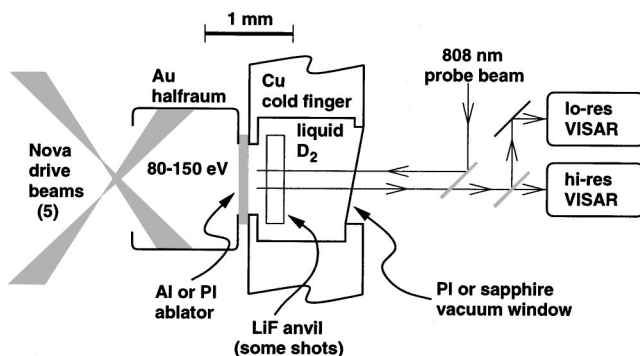 1 mm
Au
halfraum
Cu
cold finger
liquid
D2
808 nm
probe beam
lo-res
VISAR
hi-res
VISAR
Nova
drive
beams
(5)
80-150 eV
Al or PI
ablator
LiF anvil
(some shots)
PI or sapphire
vacuum window